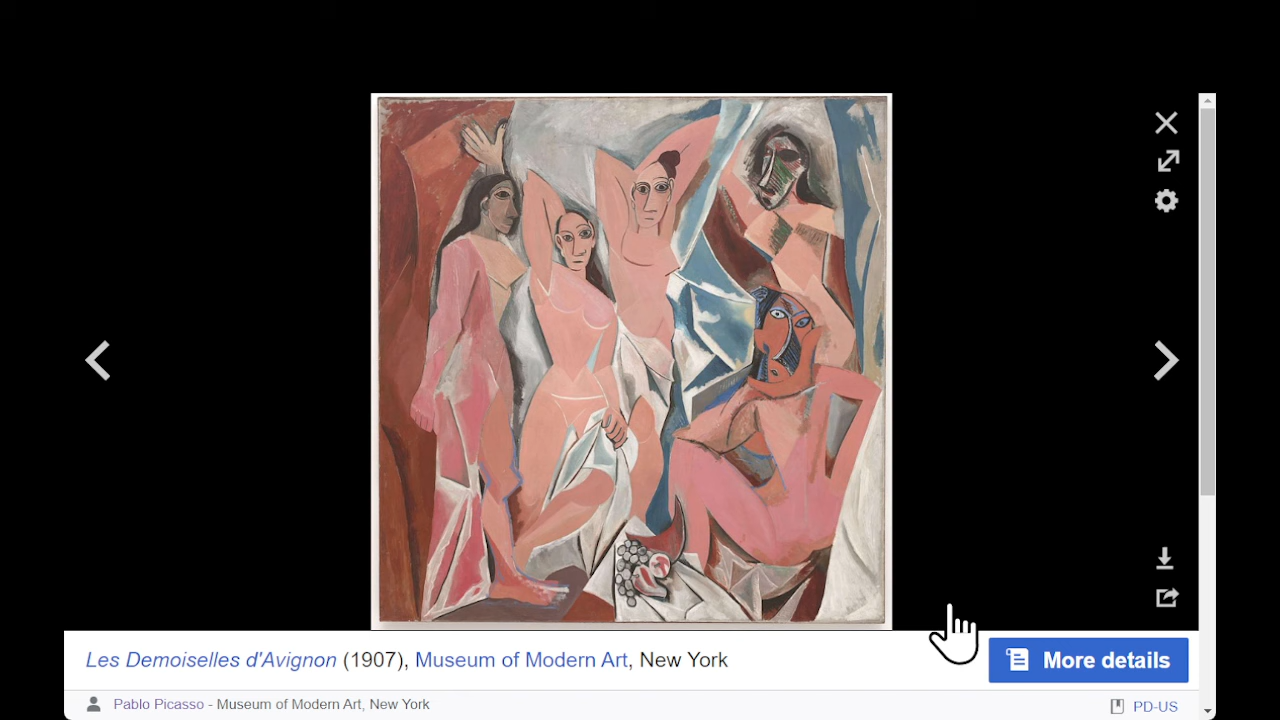 Les Demoiselles d'Avignon (1907), Museum of Modern Art, New York
More details
Pablo Picasso - Museum of Modern Art, New York
PD-US